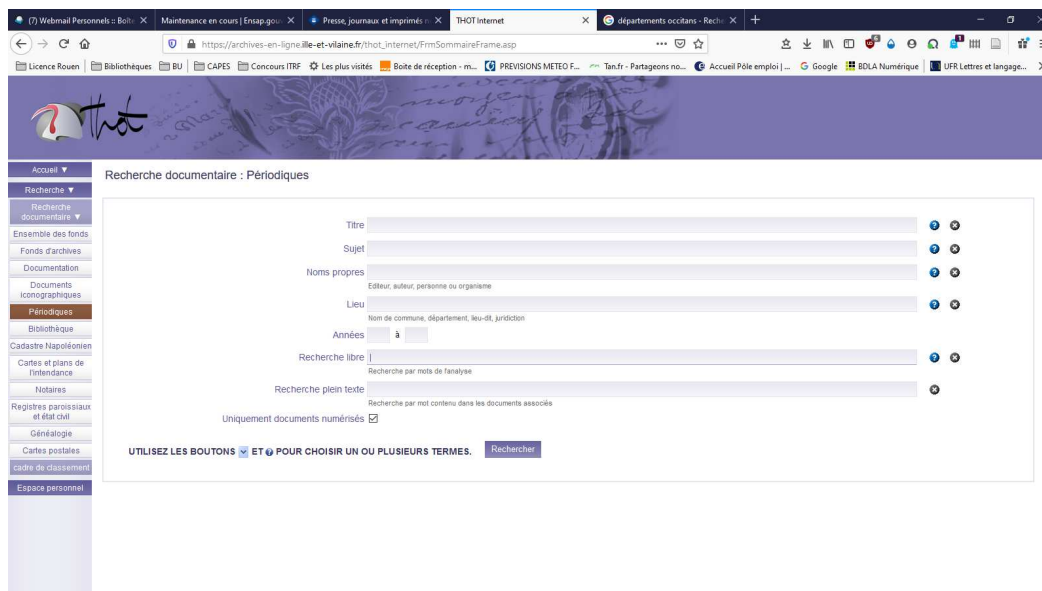 (7) Webmail Personnels :: Boîte
Maintenance en cours | Ensap.gou
Presse, journaux et imprimés n
THOT Internet
départements occitans - Reche
https://archives-en-ligne.ille-et-vilaine.fr/thot_internet/FrmSommaireFrame.asp
Licence Rouen
Bibliothèques
BU
CAPES
Concours ITRF
Les plus visités
Boite de réception - m...
PREVISIONS METEO F...
Tan.fr - Partageons no...
Accueil Pôle emploi | ...
Google
BDLA Numérique
UFR Lettres et langage...
Thot
Accueil ▼
Recherche ▼
Recherche
documentaire ▼
Ensemble des fonds
Fonds d'archives
Documentation
Documents
iconographiques
Périodiques
Bibliothèque
Cadastre Napoléonien
Cartes et plans de
l'intendance
Notaires
Registres paroissiaux
et état civil
Généalogie
Cartes postales
cadre de classement
Espace personnel
Recherche documentaire : Périodiques
Titre
Sujet
Noms propres
Editeur, auteur, personne ou organisme
Lieu
Nom de commune, département, lieu-dit, juridiction
Années à
Recherche libre
Recherche par mots de l'analyse
Recherche plein texte
Recherche par mot contenu dans les documents associés
Uniquement documents numérisés
UTILISEZ LES BOUTONS ET POUR CHOISIR UN OU PLUSIEURS TERMES.
Rechercher